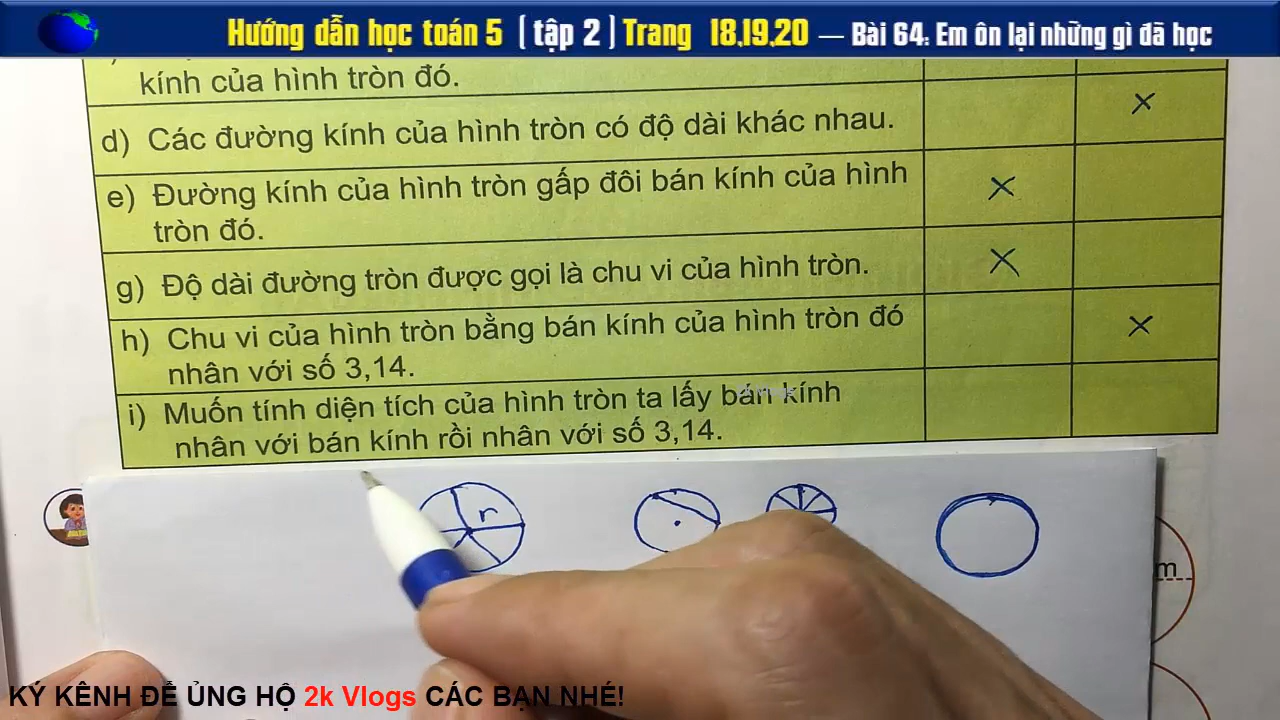 Hướng dẫn học toán 5 ( tập 2 ) Trang 18,19,20 — Bài 64: Em ôn lại những gì đã học
kính của hình tròn đó.
d) Các đường kính của hình tròn có độ dài khác nhau. ×
e) Đường kính của hình tròn gấp đôi bán kính của hình ×
tròn đó.
g) Độ dài đường tròn được gọi là chu vi của hình tròn. ×
h) Chu vi của hình tròn bằng bán kính của hình tròn đó ×
nhân với số 3,14.
i) Muốn tính diện tích của hình tròn ta lấy bán kính
nhân với bán kính rồi nhân với số 3,14.
2k Vlogs
r
m
KÝ KÊNH ĐỂ ỦNG HỘ 2k Vlogs CÁC BẠN NHÉ!